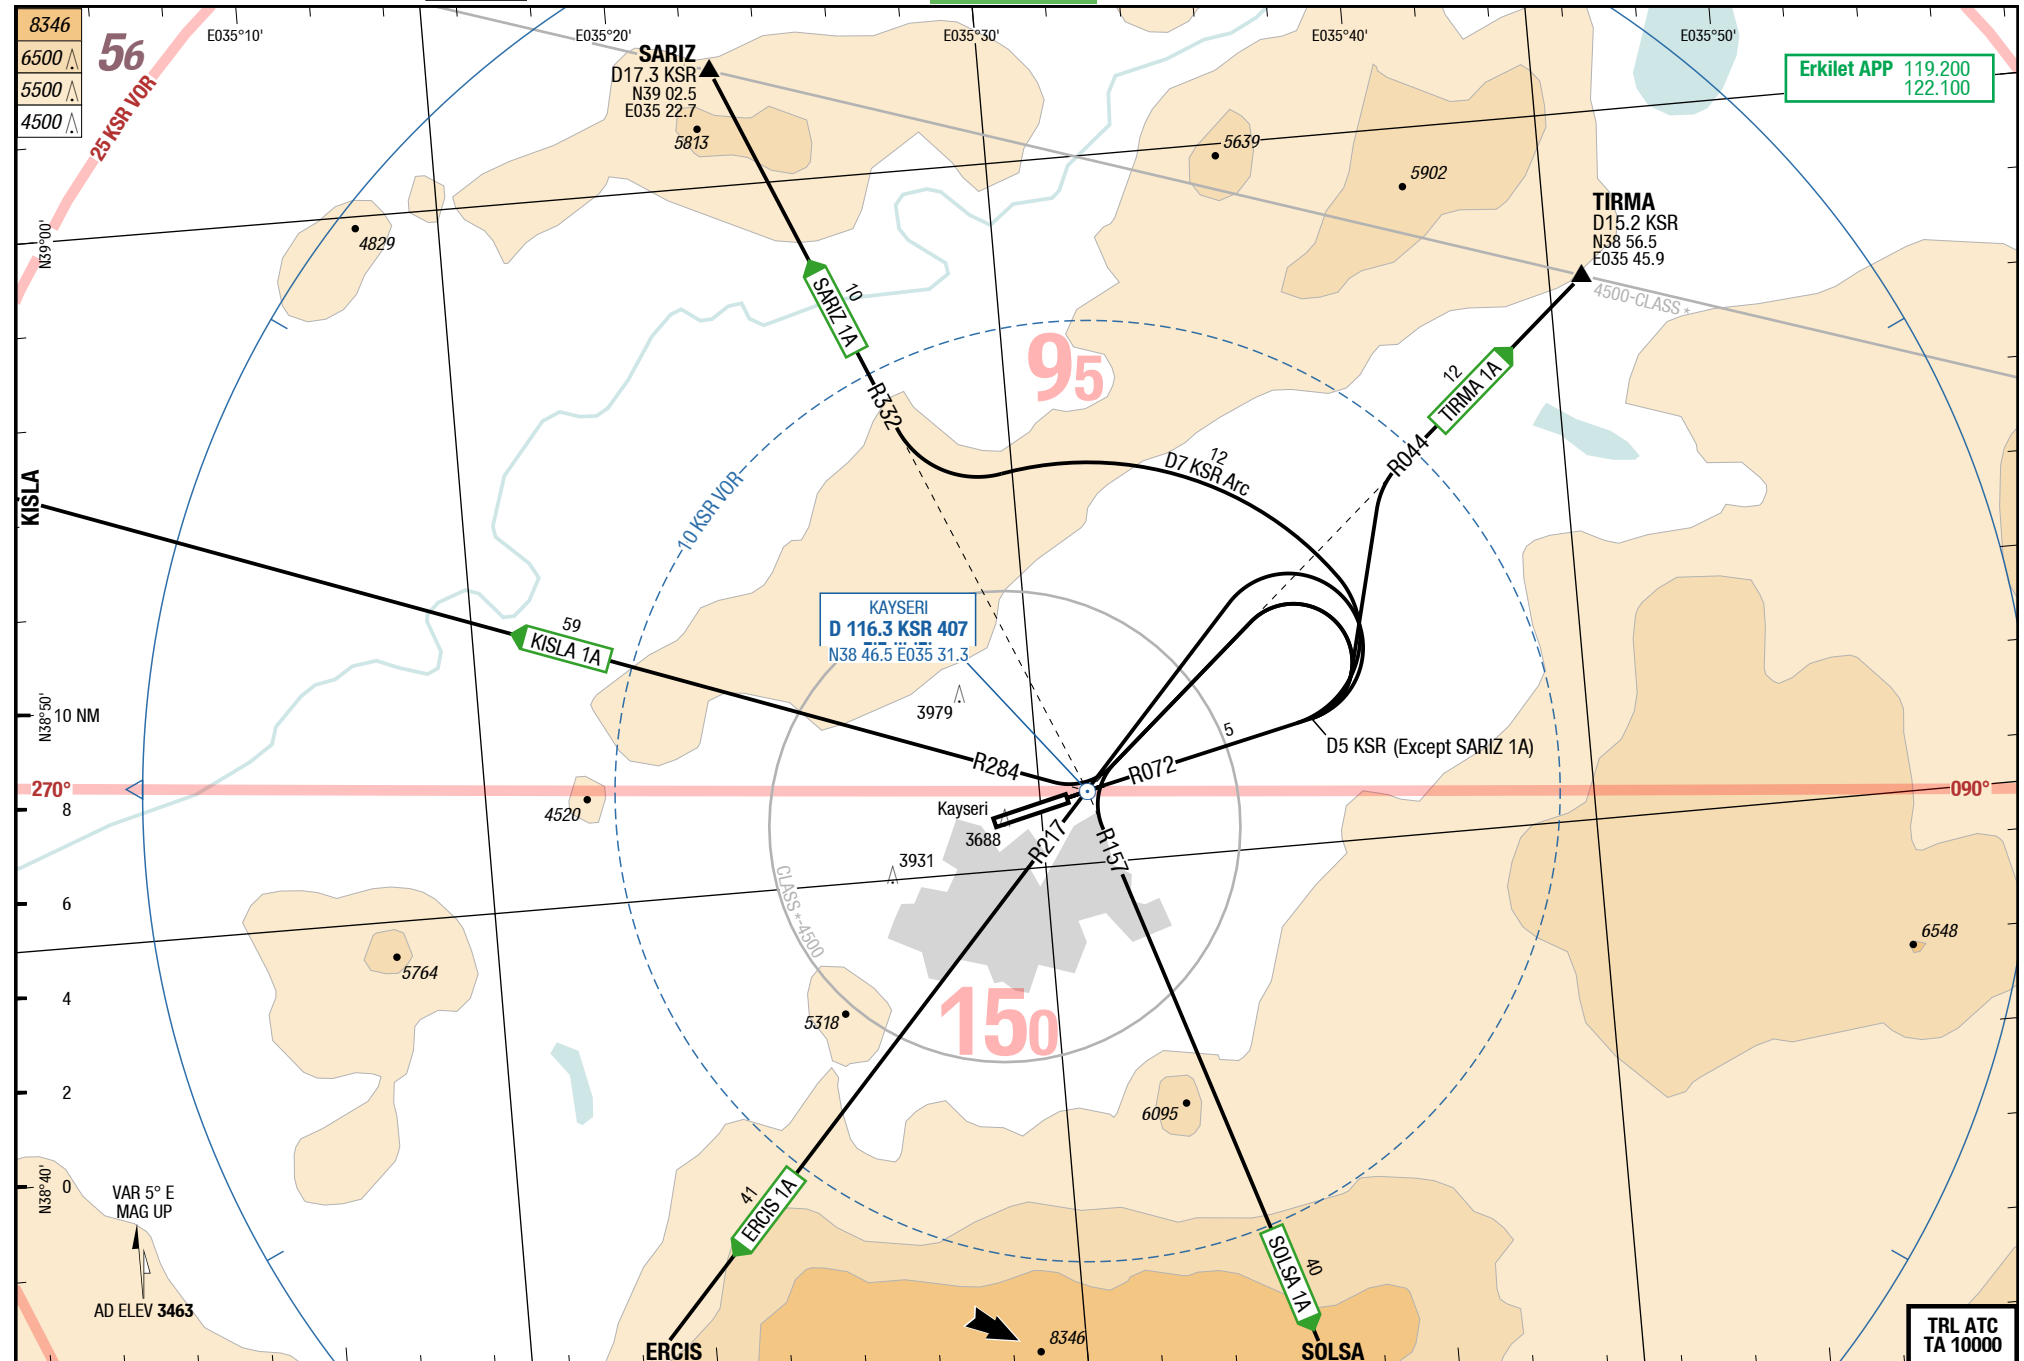 8346
6500
5500
4500
56
25 KSR VOR
E035°10'
E035°20'
E035°30'
E035°40'
E035°50'
Erkilet APP 119.200
122.100
SARIZ
D17.3 KSR
N39 02.5
E035 22.7
5813
5639
5902
TIRMA
D15.2 KSR
N38 56.5
E035 45.9
4500-CLASS *
N39°00'
4829
SARIZ 1A
10
R332
95
12
TIRMA 1A
R044
12
D7 KSR Arc
10 KSR VOR
KISLA
59
KISLA 1A
KAYSERI
D 116.3 KSR 407
N38 46.5 E035 31.3
3979
N38°50'
10 NM
5
D5 KSR (Except SARIZ 1A)
R284
R072
270°
090°
8
4520
Kayseri
3688
R217
R157
3931
6
CLASS *-4500
6548
5764
4
5318
150
2
6095
N38°40'
0
VAR 5° E
MAG UP
41
ERCIS 1A
SOLSA 1A
40
AD ELEV 3463
8346
ERCIS
SOLSA
TRL ATC
TA 10000